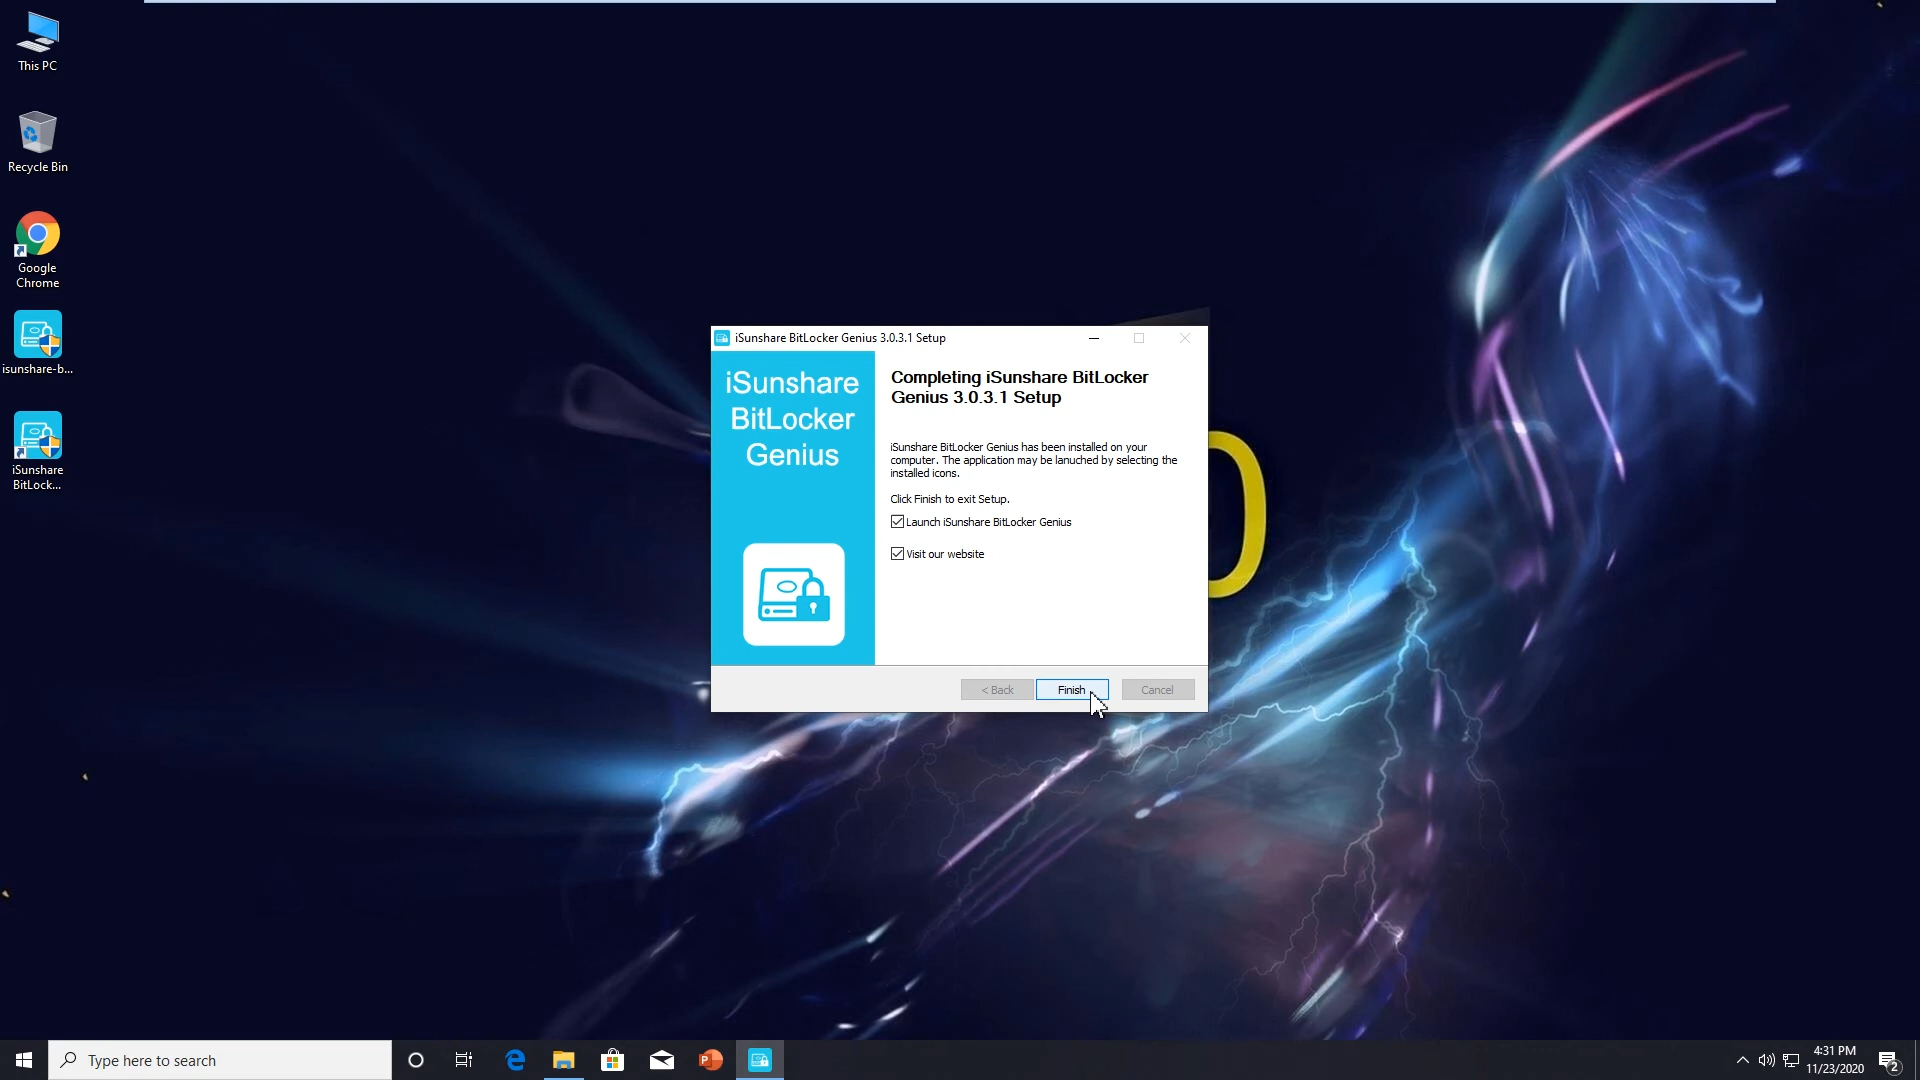 This PC
Recycle Bin
Google
Chrome
isunshare-b...
iSunshare
BitLock...
iSunshare BitLocker Genius 3.0.3.1 Setup
iSunshare
BitLocker
Genius
Completing iSunshare BitLocker
Genius 3.0.3.1 Setup
iSunshare BitLocker Genius has been installed on your
computer. The application may be lanuched by selecting the
installed icons.
Click Finish to exit Setup.
Launch iSunshare BitLocker Genius
Visit our website
< Back
Finish
Cancel
Type here to search
4:31 PM
11/23/2020
2